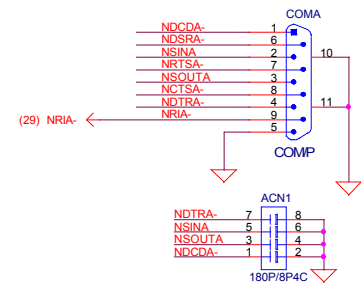 COMA
NDCDA- 1
NDSRA- 6
NSINA 2
10
NRTSA- 7
NSOUTA 3
NCTSA- 8
NDTRA- 4
11
(29) NRIA-
NRIA- 9
5
COM/P
ACN1
NDTRA- 7 8
NSINA 5 6
NSOUTA 3 4
NDCDA- 1 2
180P/8P4C